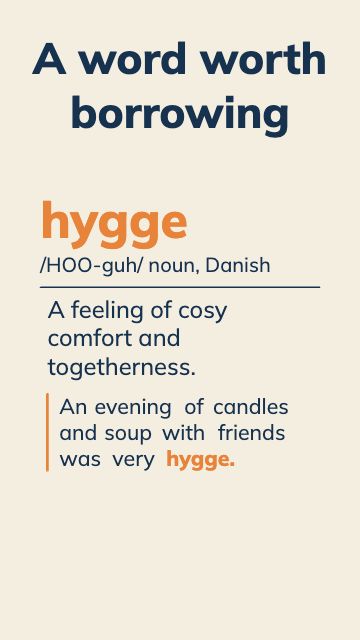 A word worth
borrowing
hygge
/HOO-guh/ noun, Danish
A feeling of cosy
comfort and
togetherness.
An evening of candles
and soup with friends
was very hygge.